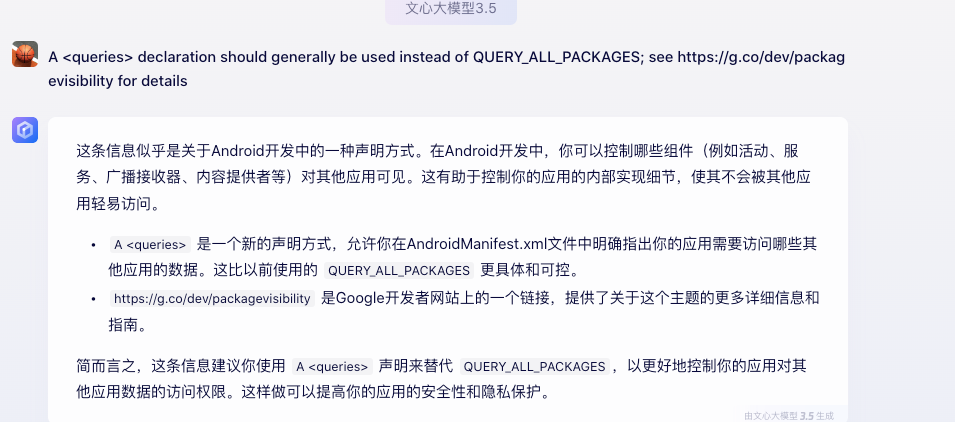 文心大模型3.5
A <queries> declaration should generally be used instead of QUERY_ALL_PACKAGES; see https://g.co/dev/packag
evisibility for details
这条信息似乎是关于Android开发中的一种声明方式。在Android开发中，你可以控制哪些组件（例如活动、服
务、广播接收器、内容提供者等）对其他应用可见。这有助于控制你的应用的内部实现细节，使其不会被其他应
用轻易访问。
• A <queries> 是一个新的声明方式，允许你在AndroidManifest.xml文件中明确指出你的应用需要访问哪些其
他应用的数据。这比以前使用的 QUERY_ALL_PACKAGES 更具体和可控。
• https://g.co/dev/packagevisibility 是Google开发者网站上的一个链接，提供了关于这个主题的更多详细信息和
指南。
简而言之，这条信息建议你使用 A <queries> 声明来替代 QUERY_ALL_PACKAGES ，以更好地控制你的应用对其
他应用数据的访问权限。这样做可以提高你的应用的安全性和隐私保护。
由文心大模型 3.5 生成